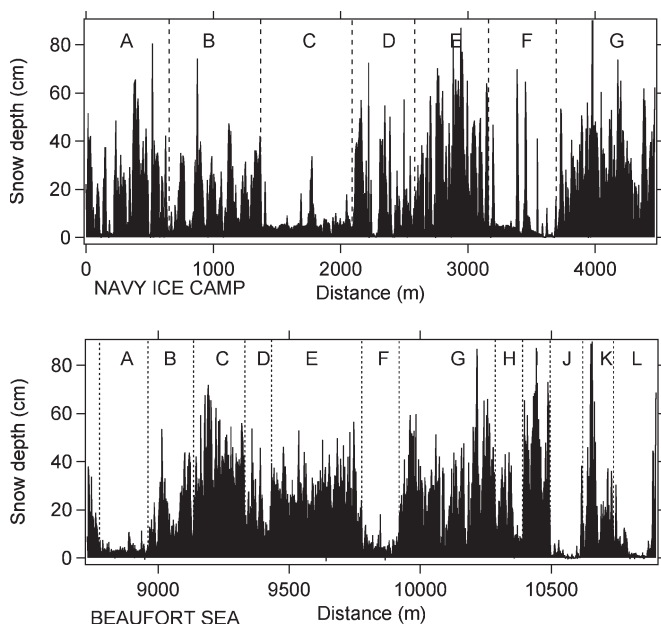 A B C D E F G
80
60
40
20
0
Snow depth (cm)
0 1000 2000 3000 4000
NAVY ICE CAMP Distance (m)
A B C D E F G H J K L
80
60
40
20
0
Snow depth (cm)
9000 9500 10000 10500
BEAUFORT SEA Distance (m)